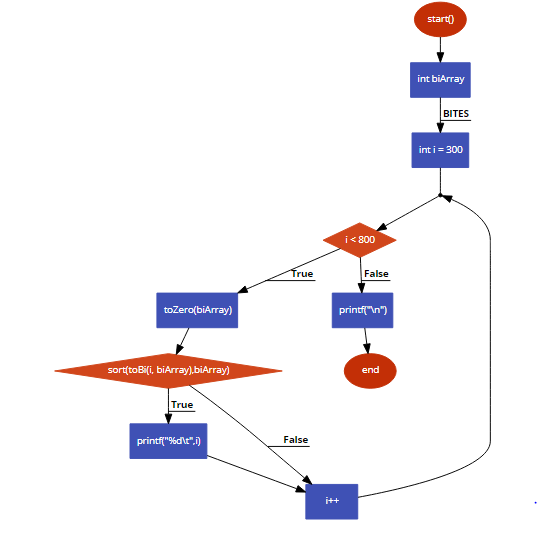 start()
int biArray
BITES
int i = 300
i < 800
True
False
toZero(biArray)
printf("\n")
sort(toBi(i, biArray),biArray)
end
True
printf("%d\t",i)
False
i++